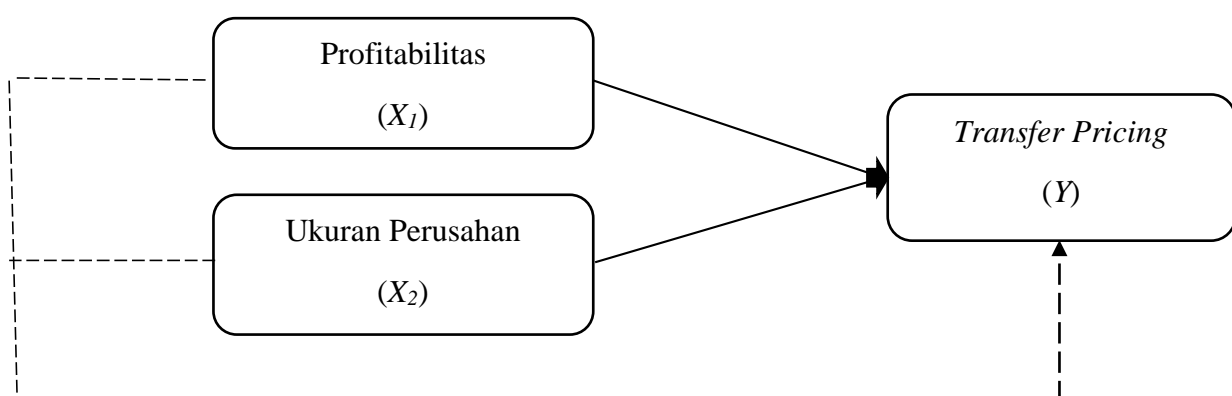 Profitabilitas
(X1)
Transfer Pricing
(Y)
Ukuran Perusahan
(X2)